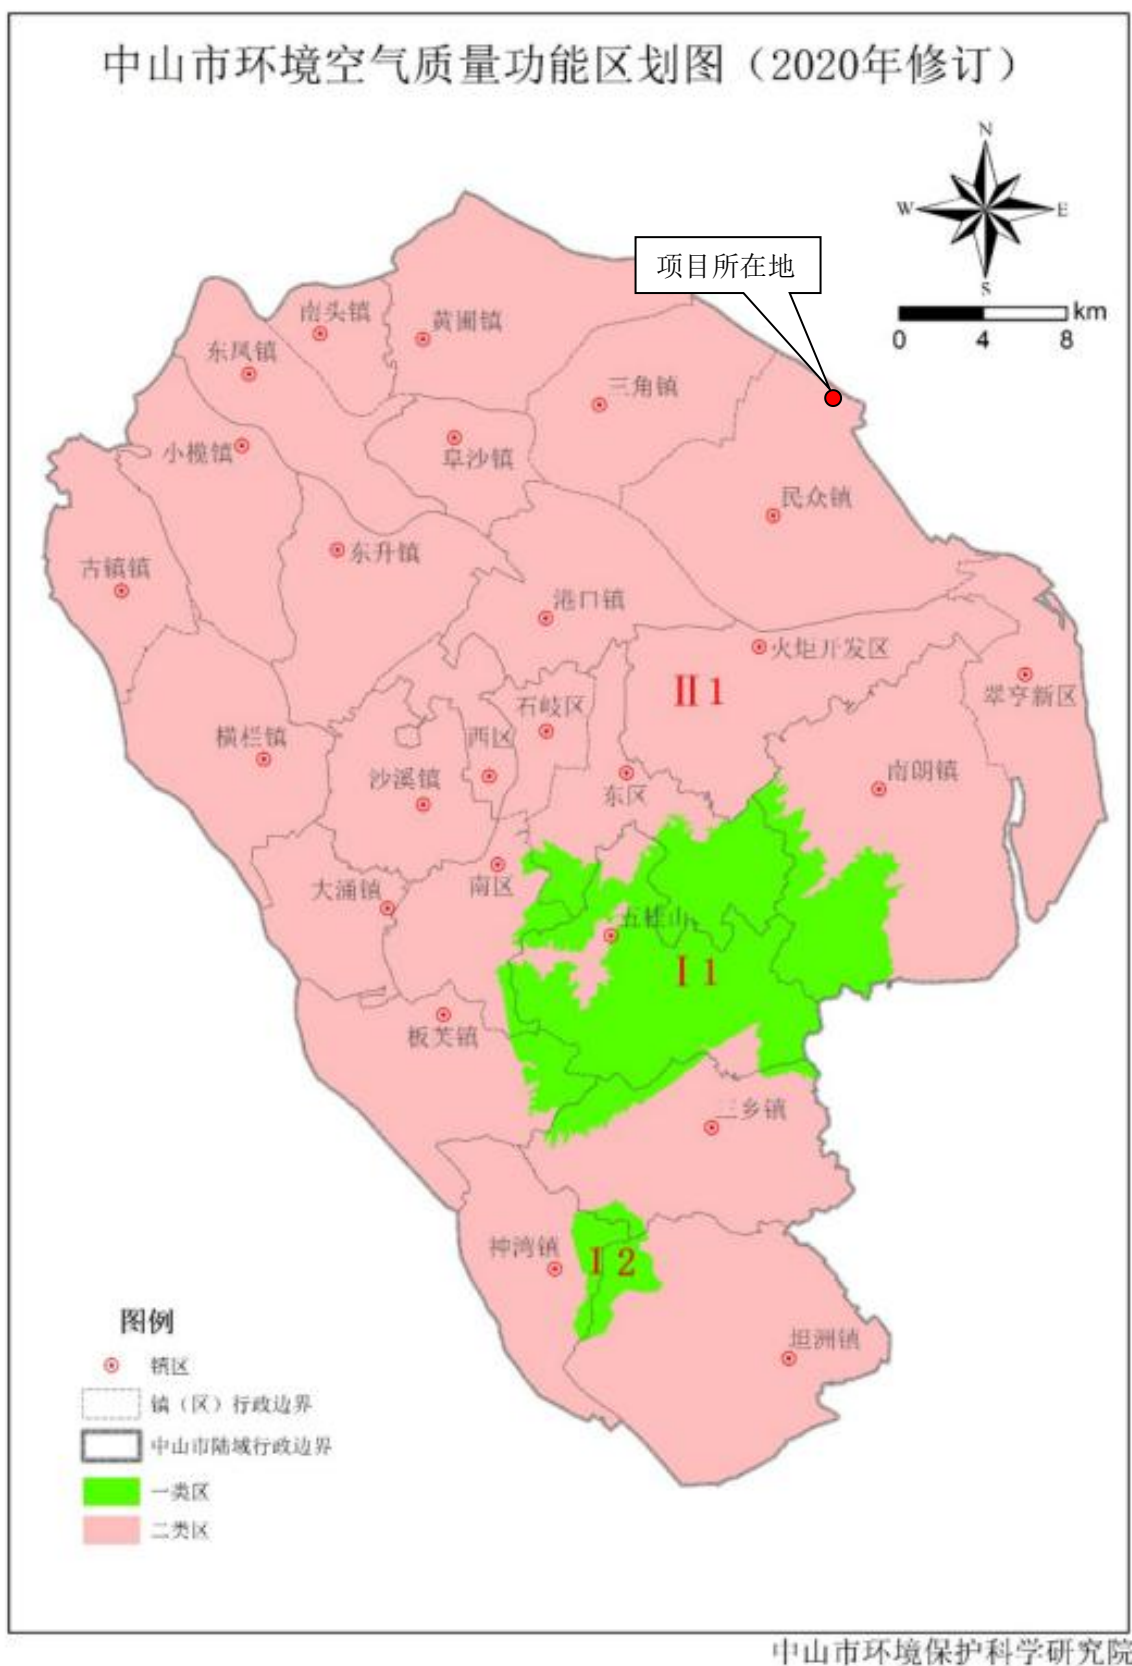 中山市环境空气质量功能区划图（2020年修订）
N
W
E
S
km
0 4 8
项目所在地
南头镇
黄圃镇
东凤镇
三角镇
小榄镇
阜沙镇
民众镇
东升镇
古镇镇
港口镇
火炬开发区
翠亨新区
II 1
石岐区
西区
横栏镇
沙溪镇
东区
南朗镇
大涌镇
南区
五桂山
I 1
板芙镇
三乡镇
神湾镇
I 2
坦洲镇
图例
镇区
镇（区）行政边界
中山市陆域行政边界
一类区
二类区
中山市环境保护科学研究院